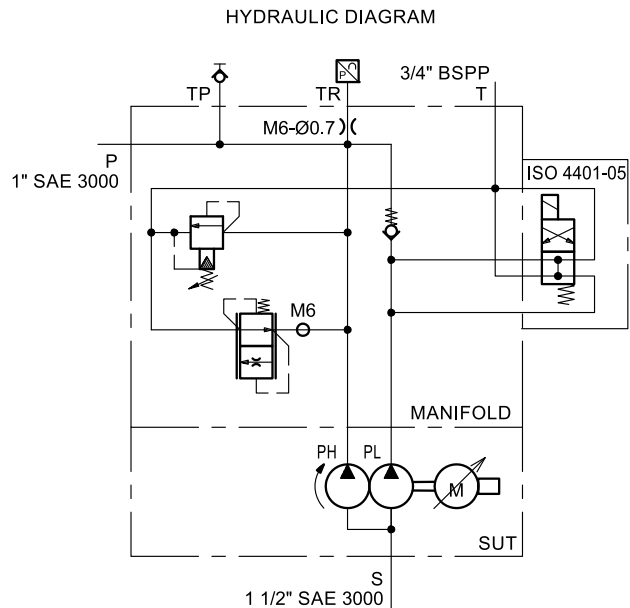 HYDRAULIC DIAGRAM
P
3/4" BSPP
TP
TR
T
M6-Ø0.7
P
1" SAE 3000
ISO 4401-05
M6
MANIFOLD
PH
PL
M
SUT
S
1 1/2" SAE 3000